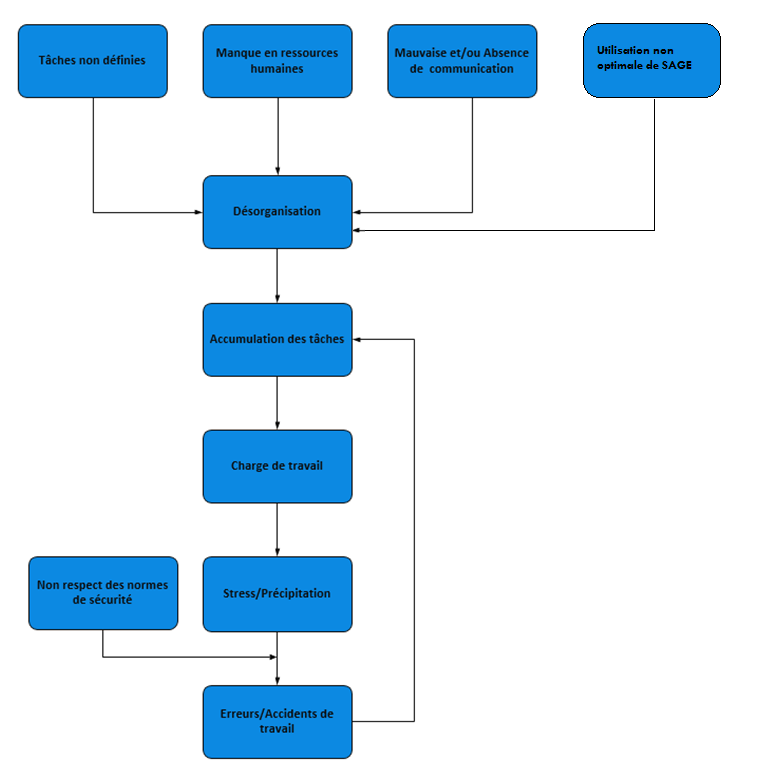 Tâches non définies
Manque en ressources
humaines
Mauvaise et/ou Absence
de communication
Utilisation non
optimale de SAGE
Désorganisation
Accumulation des tâches
Charge de travail
Non respect des normes
de sécurité
Stress/Précipitation
Erreurs/Accidents de
travail